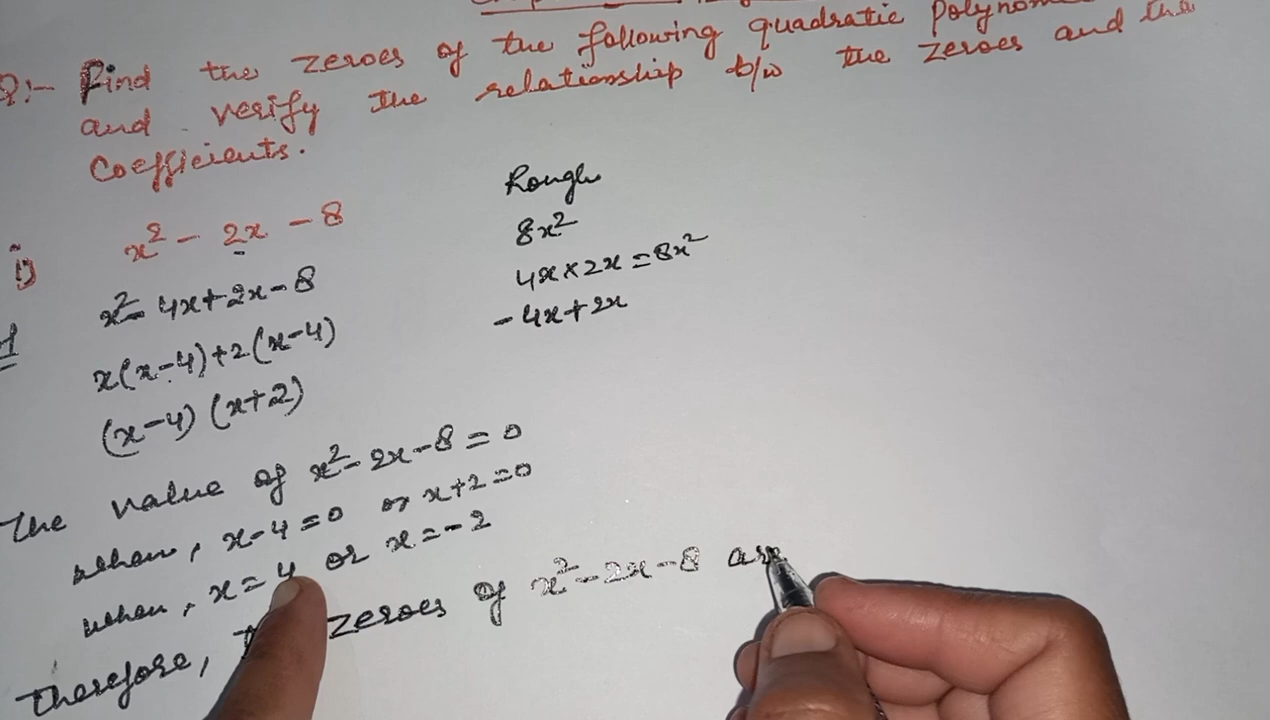 Q:- Find the zeroes of the following quadratic Polynom
and verify the relationship b/w the zeroes and the
Coefficients.
i) x² - 2x - 8
x² - 4x + 2x - 8
x(x-4)+2(x-4)
(x-4) (x+2)
Rough
8x²
4x × 2x = 8x²
- 4x + 2x
The value of x² - 2x - 8 = 0
when, x-4=0 or x+2=0
when, x = 4 or x = -2
Therefore, zeroes of x² - 2x - 8 are